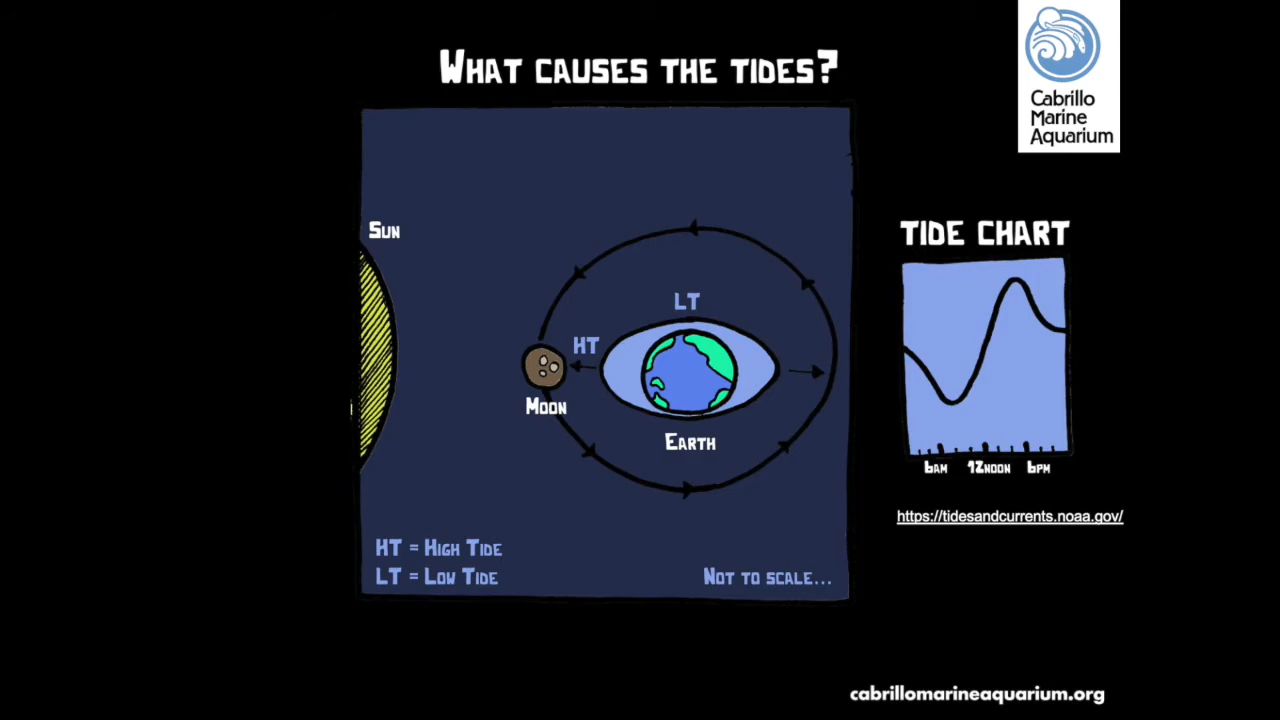 What causes the tides?
Cabrillo
Marine
Aquarium
Sun
LT
HT
Moon
Earth
HT = High Tide
LT = Low Tide
Not to scale...
TIDE CHART
6AM 12NOON 6PM
https://tidesandcurrents.noaa.gov/
cabrillomarineaquarium.org